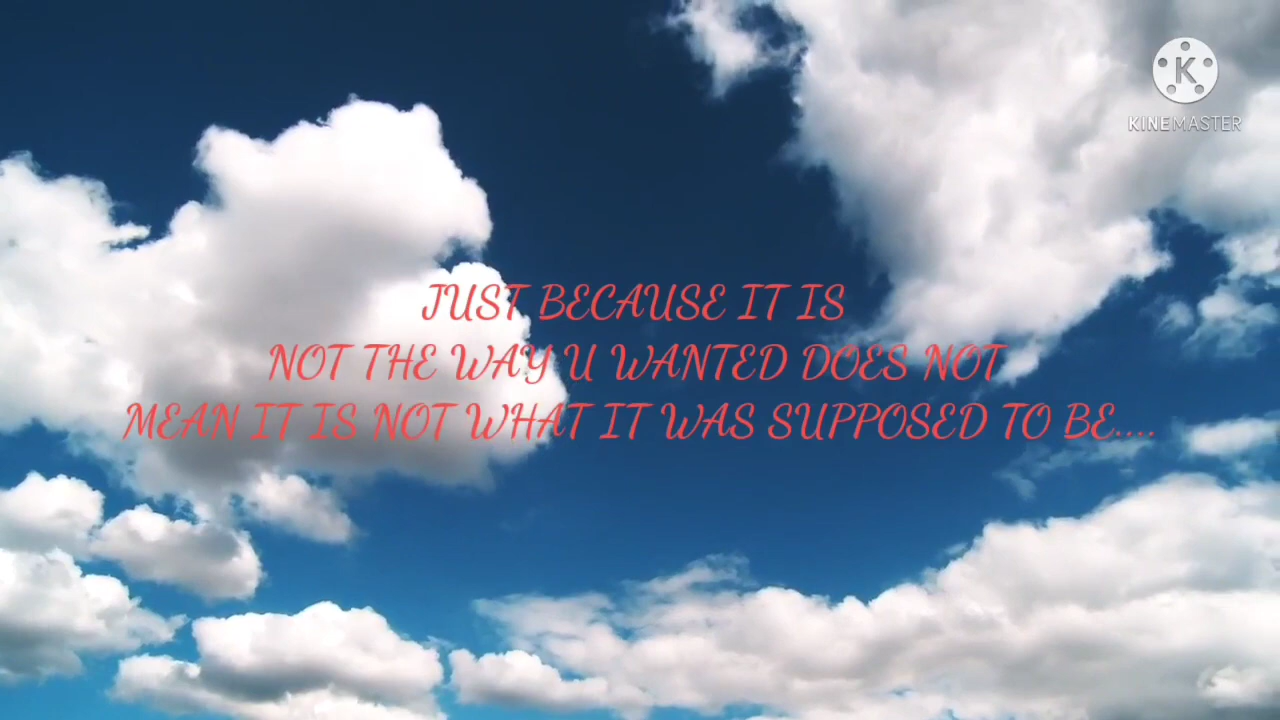 KINEMASTER
JUST BECAUSE IT IS
NOT THE WAY U WANTED DOES NOT
MEAN IT IS NOT WHAT IT WAS SUPPOSED TO BE....